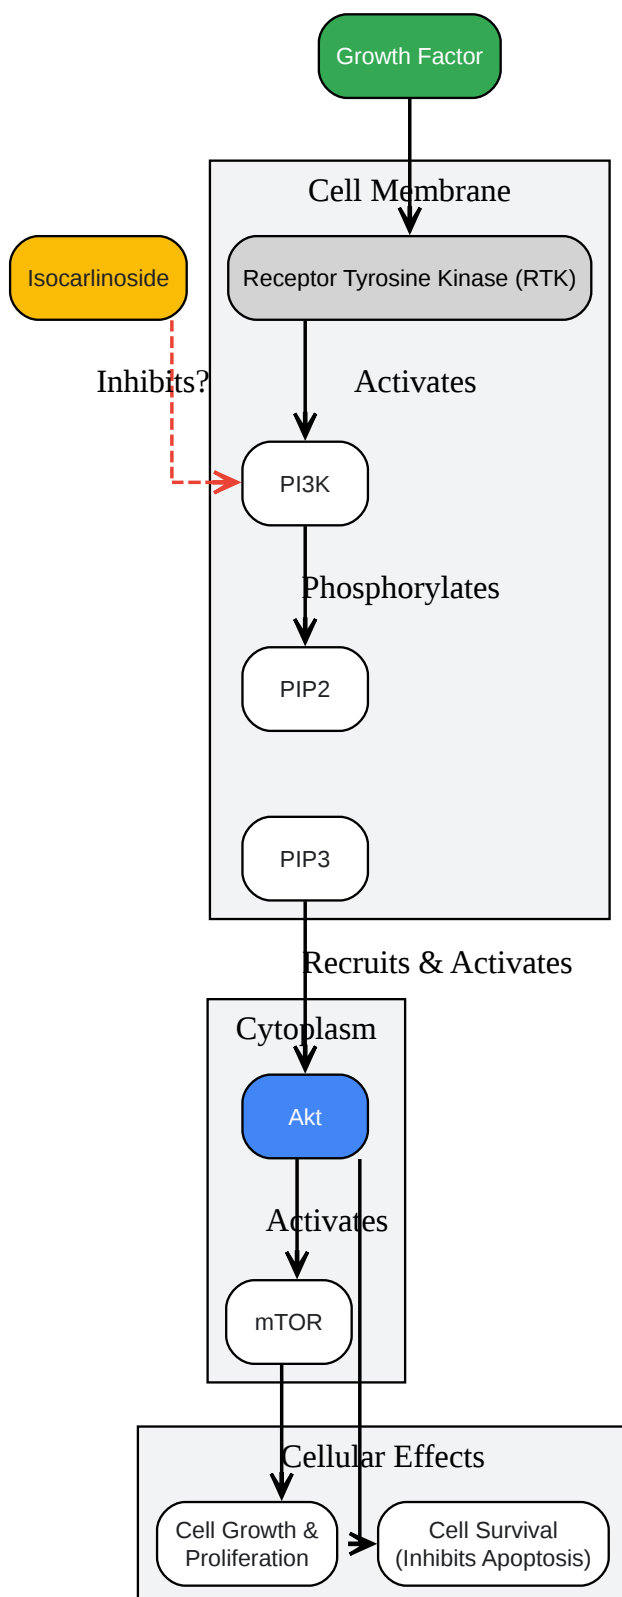 Growth Factor
Cell Membrane
Isocarlinoside
Receptor Tyrosine Kinase (RTK)
Inhibits?
Activates
PI3K
Phosphorylates
PIP2
PIP3
Recruits & Activates
Cytoplasm
Akt
Activates
mTOR
Cellular Effects
Cell Growth &
Proliferation
Cell Survival
(Inhibits Apoptosis)